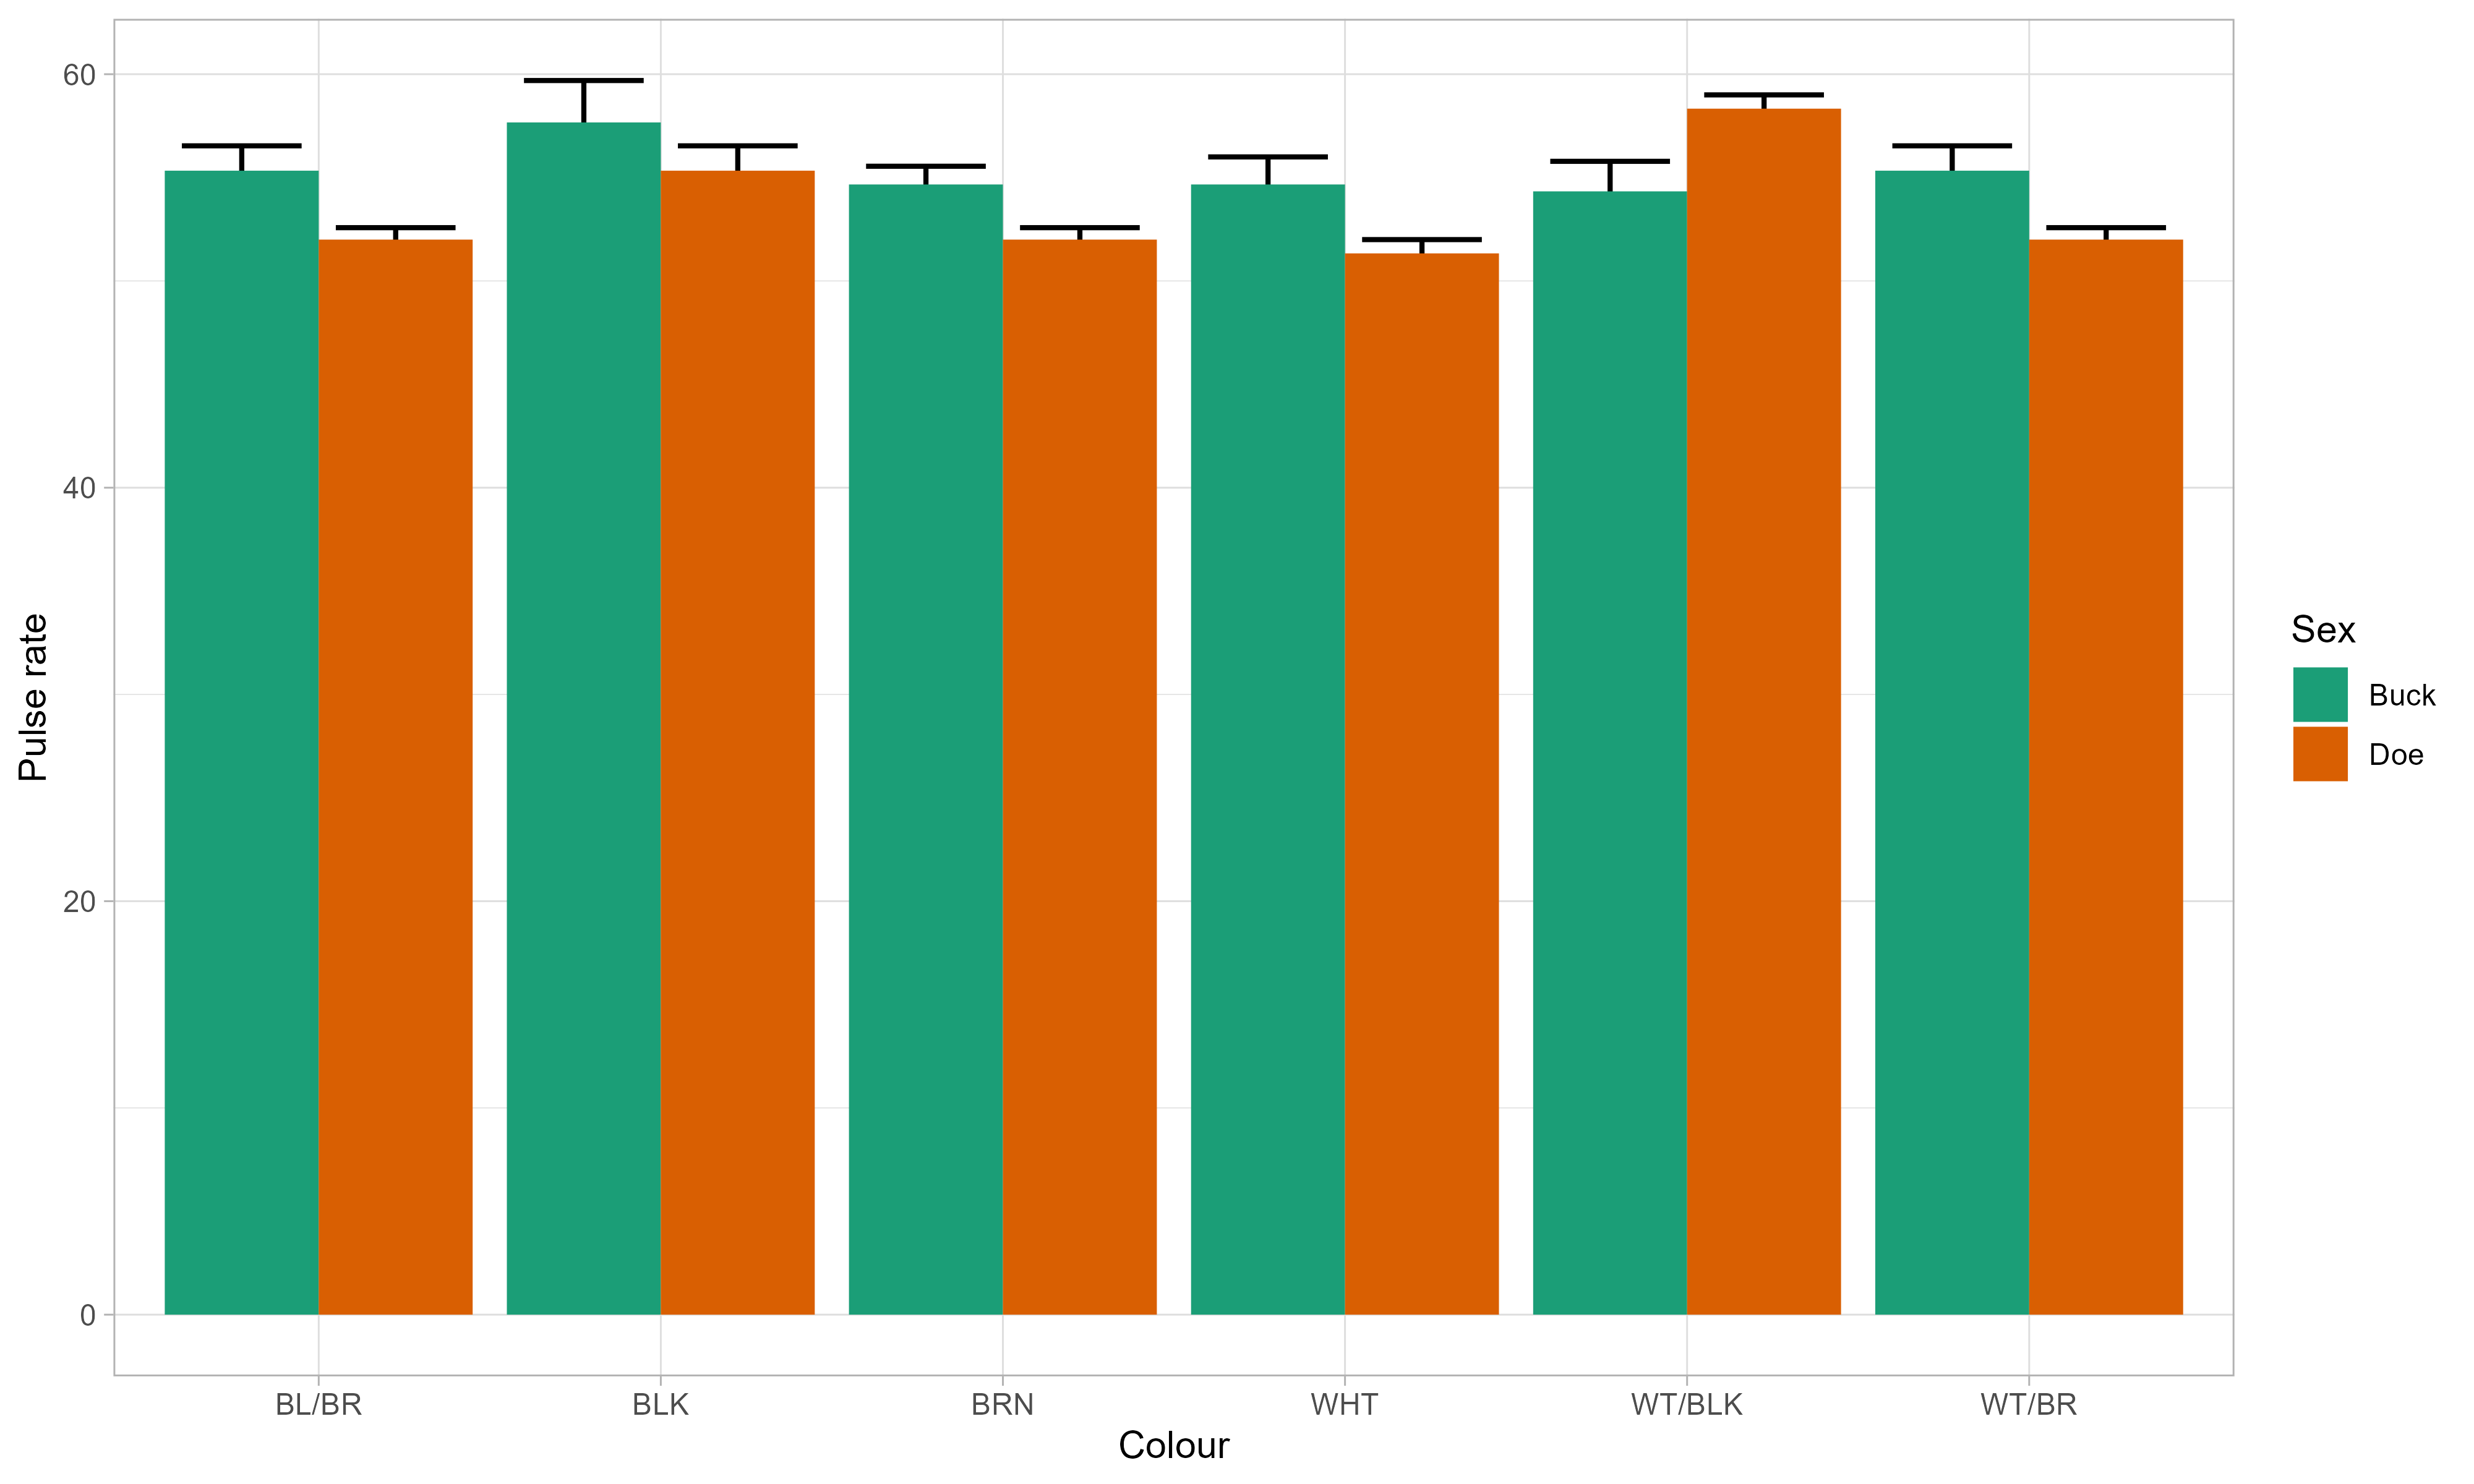 60
40
20
0
Pulse rate
BL/BR
BLK
BRN
WHT
WT/BLK
WT/BR
Colour
Sex
Buck
Doe